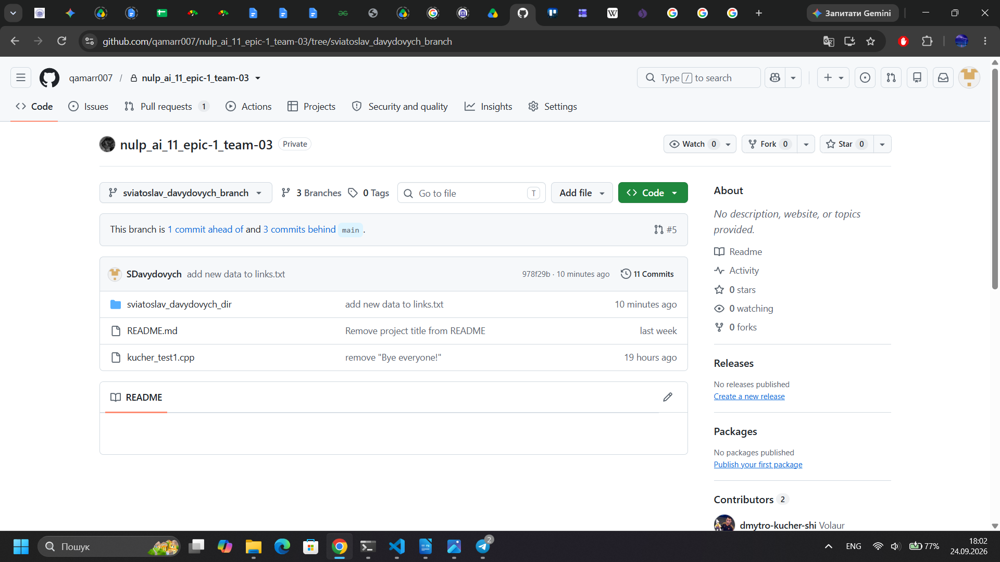 Запитати Gemini
github.com/qamarr007/nulp_ai_11_epic-1_team-03/tree/sviatoslav_davydovych_branch
qamarr007 / nulp_ai_11_epic-1_team-03
Type / to search
Code
Issues
Pull requests 1
Actions
Projects
Security and quality
Insights
Settings
nulp_ai_11_epic-1_team-03 Private
Watch 0
Fork 0
Star 0
sviatoslav_davydovych_branch
3 Branches
0 Tags
Go to file T
Add file
Code
This branch is 1 commit ahead of and 3 commits behind main .
#5
SDavydovych add new data to links.txt 978f29b · 10 minutes ago 11 Commits
sviatoslav_davydovych_dir add new data to links.txt 10 minutes ago
README.md Remove project title from README last week
kucher_test1.cpp remove "Bye everyone!" 19 hours ago
README
About
No description, website, or topics
provided.
Readme
Activity
0 stars
0 watching
0 forks
Releases
No releases published
Create a new release
Packages
No packages published
Publish your first package
Contributors 2
dmytro-kucher-shi Volaur
Пошук
2
ENG
77%
18:02
24.09.2026